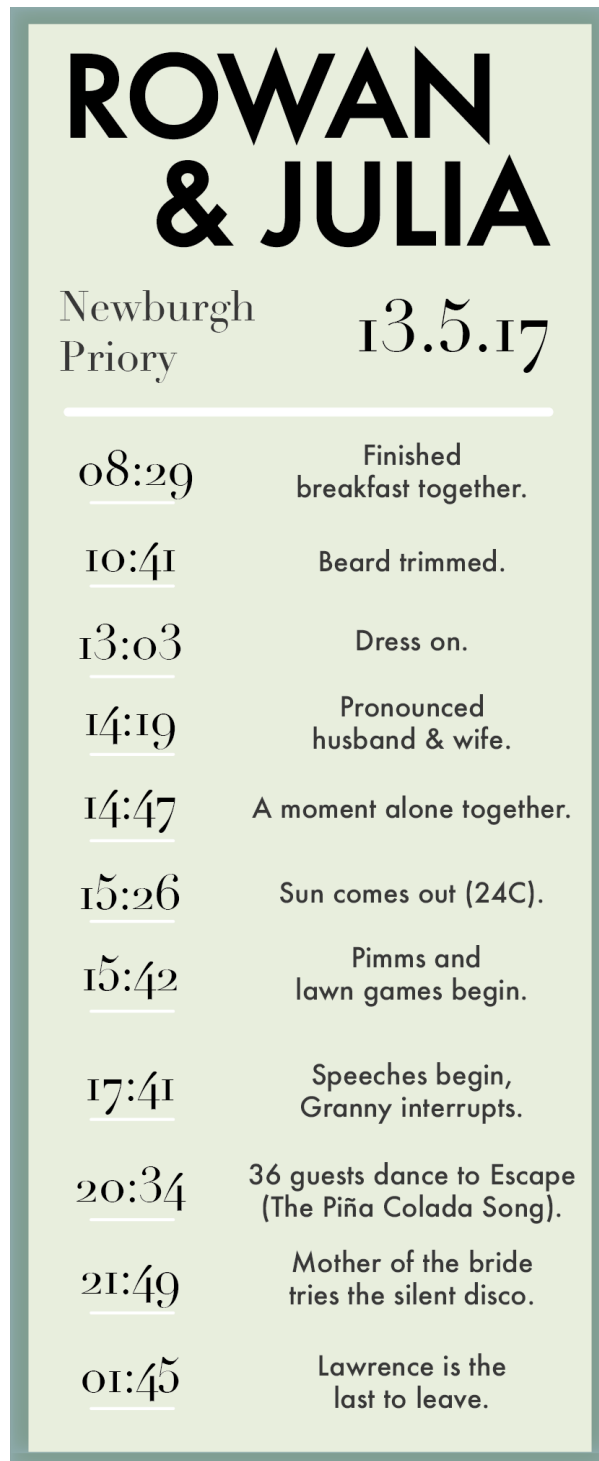 ROWAN
& JULIA
Newburgh
Priory
13.5.17
08:29
Finished
breakfast together.
10:41
Beard trimmed.
13:03
Dress on.
14:19
Pronounced
husband & wife.
14:47
A moment alone together.
15:26
Sun comes out (24C).
15:42
Pimms and
lawn games begin.
17:41
Speeches begin,
Granny interrupts.
20:34
36 guests dance to Escape
(The Piña Colada Song).
21:49
Mother of the bride
tries the silent disco.
01:45
Lawrence is the
last to leave.